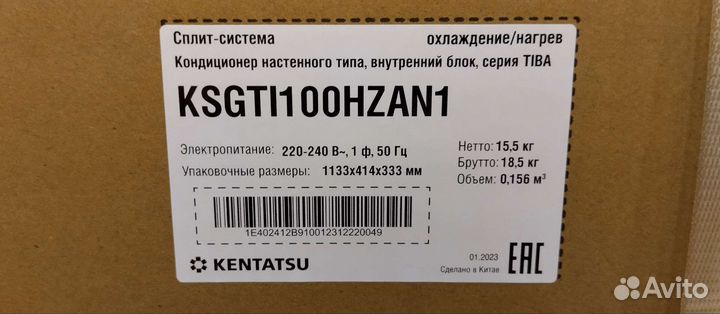 Сплит-система охлаждение/нагрев
Кондиционер настенного типа, внутренний блок, серия TIBA
KSGTI100HZAN1
Электропитание: 220-240 В~, 1 ф, 50 Гц
Упаковочные размеры: 1133x414x333 мм
Нетто: 15,5 кг
Брутто: 18,5 кг
Объем: 0,156 м³
1E402412B910012312220049
KENTATSU
01.2023
Сделано в Китае
EAC
Avito